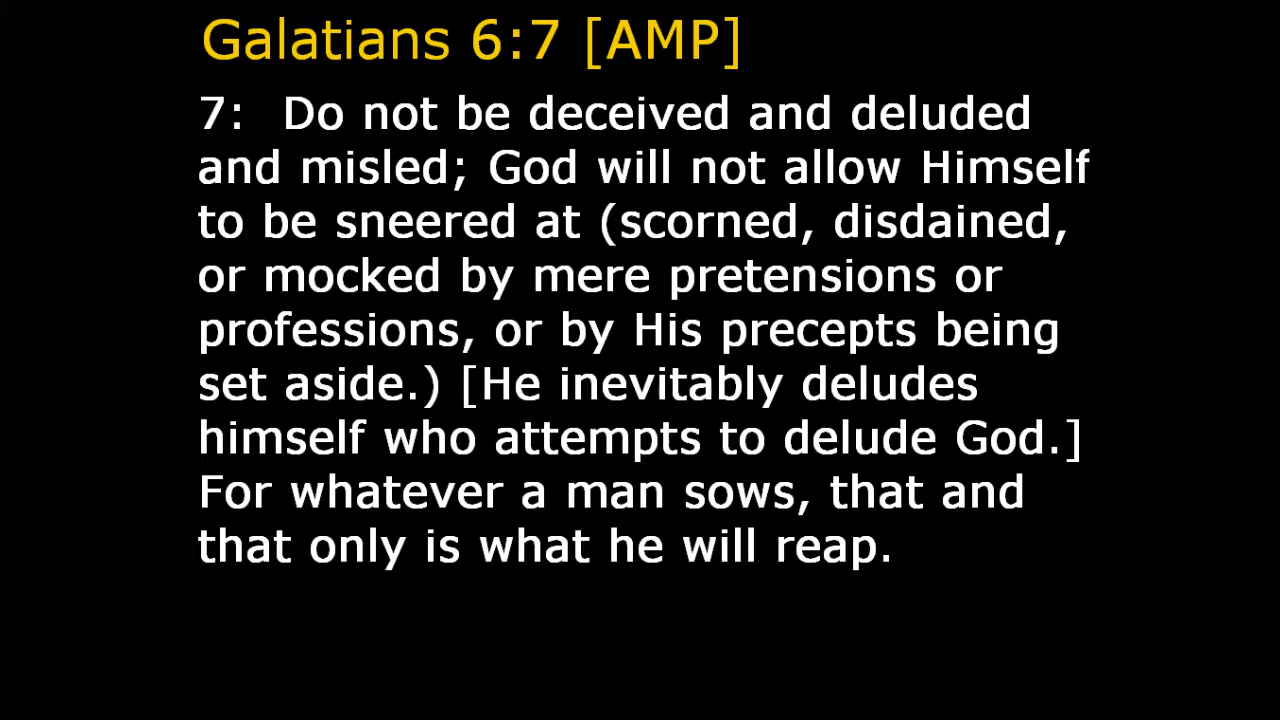 Galatians 6:7 [AMP]
7: Do not be deceived and deluded
and misled; God will not allow Himself
to be sneered at (scorned, disdained,
or mocked by mere pretensions or
professions, or by His precepts being
set aside.) [He inevitably deludes
himself who attempts to delude God.]
For whatever a man sows, that and
that only is what he will reap.